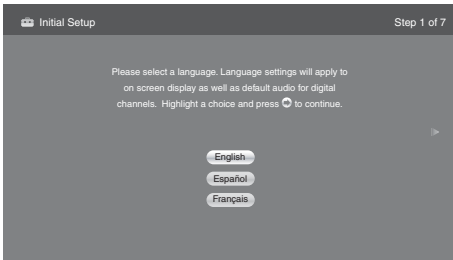 Initial Setup
Step 1 of 7
Please select a language. Language settings will apply to
on screen display as well as default audio for digital
channels. Highlight a choice and press to continue.
English
Español
Français